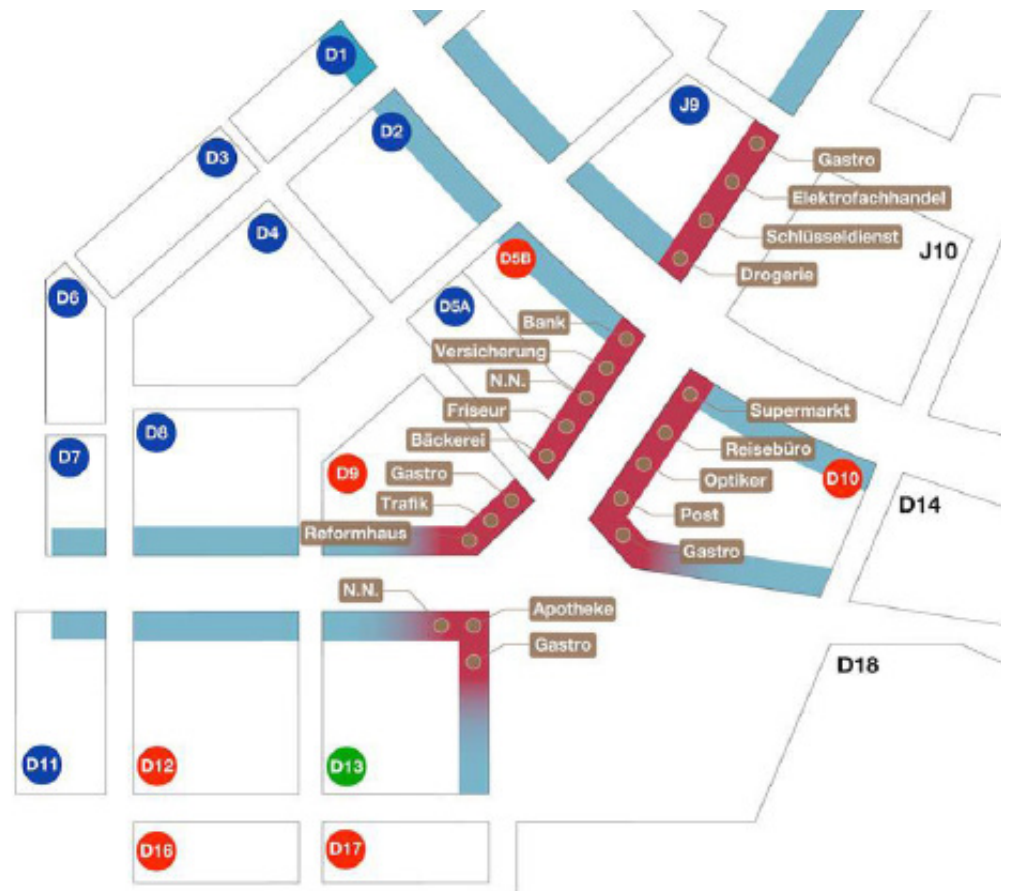 D1
D2
J9
D3
Gastro
Elektrofachhandel
D4
Schlüsseldienst
J10
D5B
Drogerie
D6
D5A
Bank
Versicherung
N.N.
Friseur
Supermarkt
D8
Bäckerei
Reisebüro
D7
D9
Gastro
Optiker
D10
Trafik
D14
Post
Reformhaus
Gastro
N.N.
Apotheke
Gastro
D18
D11
D12
D13
D16
D17